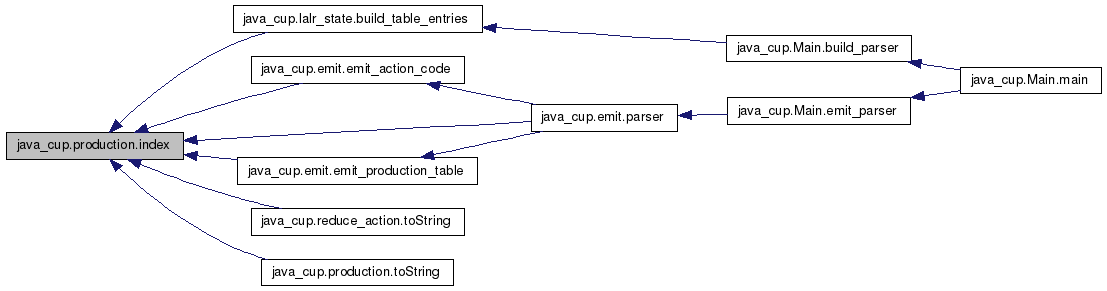 java_cup.lalr_state.build_table_entries
java_cup.Main.build_parser
java_cup.emit.emit_action_code
java_cup.Main.main
java_cup.Main.emit_parser
java_cup.emit.parser
java_cup.production.index
java_cup.emit.emit_production_table
java_cup.reduce_action.toString
java_cup.production.toString